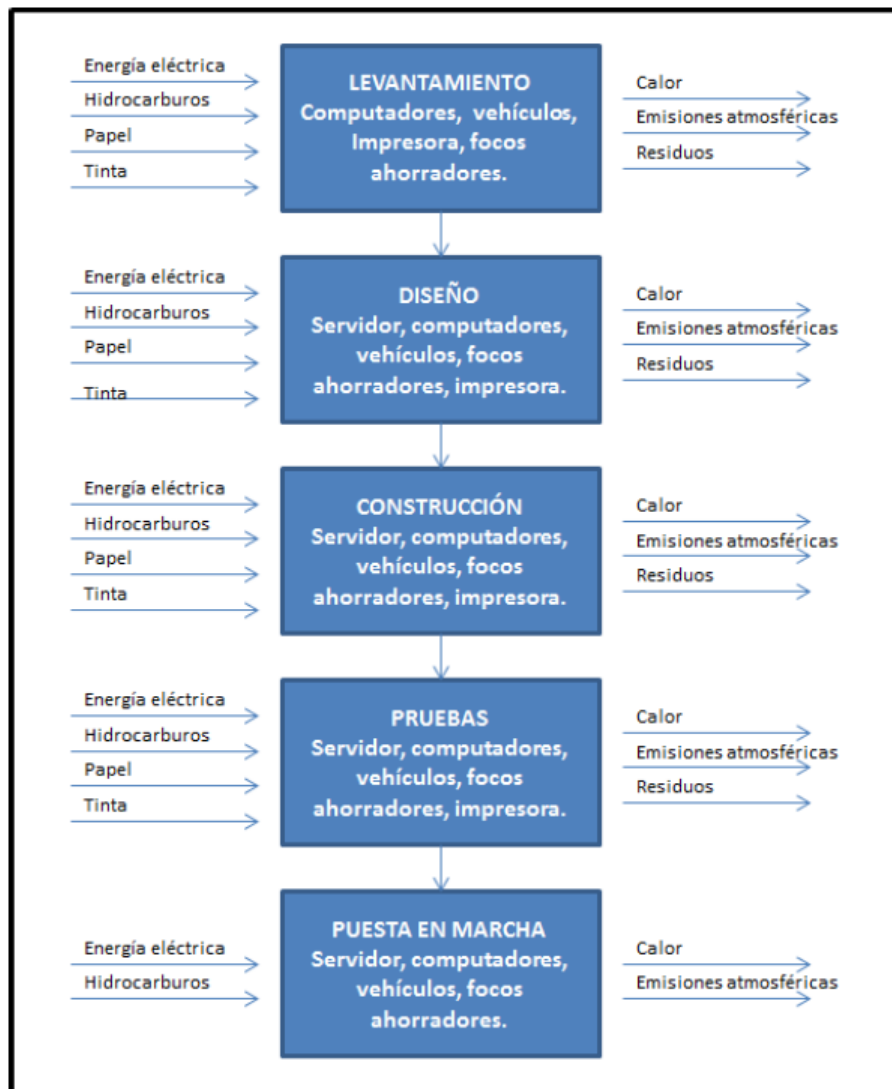 Energía eléctrica
Hidrocarburos
Papel
Tinta
LEVANTAMIENTO
Computadores, vehículos,
Impresora, focos
ahorradores.
Calor
Emisiones atmosféricas
Residuos
Energía eléctrica
Hidrocarburos
Papel
Tinta
DISEÑO
Servidor, computadores,
vehículos, focos
ahorradores, impresora.
Calor
Emisiones atmosféricas
Residuos
Energía eléctrica
Hidrocarburos
Papel
Tinta
CONSTRUCCIÓN
Servidor, computadores,
vehículos, focos
ahorradores, impresora.
Calor
Emisiones atmosféricas
Residuos
Energía eléctrica
Hidrocarburos
Papel
Tinta
PRUEBAS
Servidor, computadores,
vehículos, focos
ahorradores, impresora.
Calor
Emisiones atmosféricas
Residuos
Energía eléctrica
Hidrocarburos
PUESTA EN MARCHA
Servidor, computadores,
vehículos, focos
ahorradores.
Calor
Emisiones atmosféricas